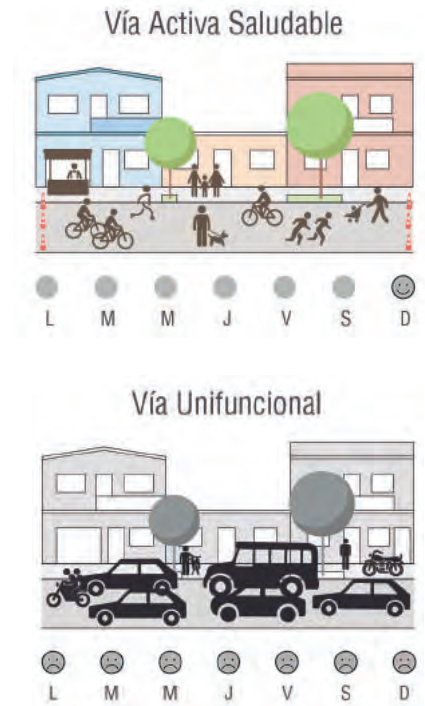 Vía Activa Saludable
L M M J V S D
Vía Unifuncional
L M M J V S D